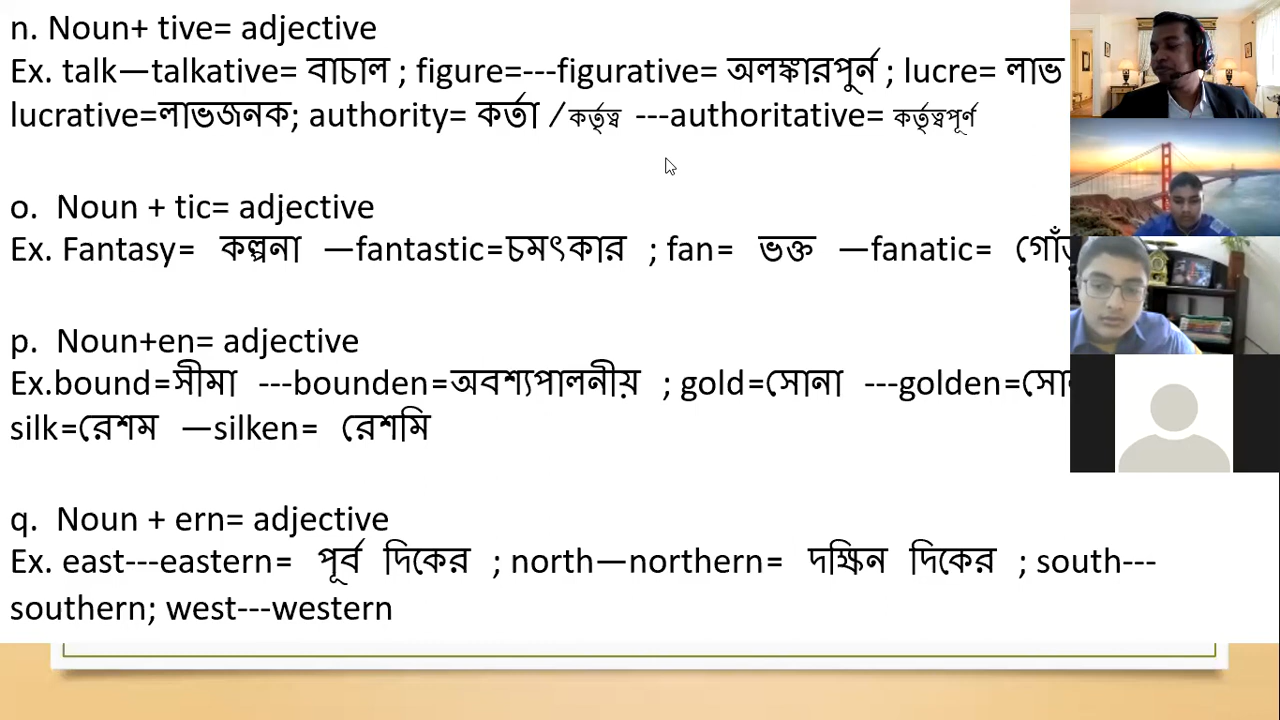 n. Noun+ tive= adjective
Ex. talk—talkative= বাচাল ; figure=---figurative= অলঙ্কারপুর্ন ; lucre= লাভ
lucrative=লাভজনক; authority= কর্তা / কর্তৃত্ব ---authoritative= কর্তৃত্বপূর্ণ
o. Noun + tic= adjective
Ex. Fantasy= কল্পনা —fantastic=চমৎকার ; fan= ভক্ত —fanatic=
p. Noun+en= adjective
Ex.bound=সীমা ---bounden=অবশ্যপালনীয় ; gold=সোনা ---golden=
silk=রেশম —silken= রেশমি
q. Noun + ern= adjective
Ex. east---eastern= পূর্ব দিকের ; north—northern= দক্ষিন দিকের ; south---
southern; west---western